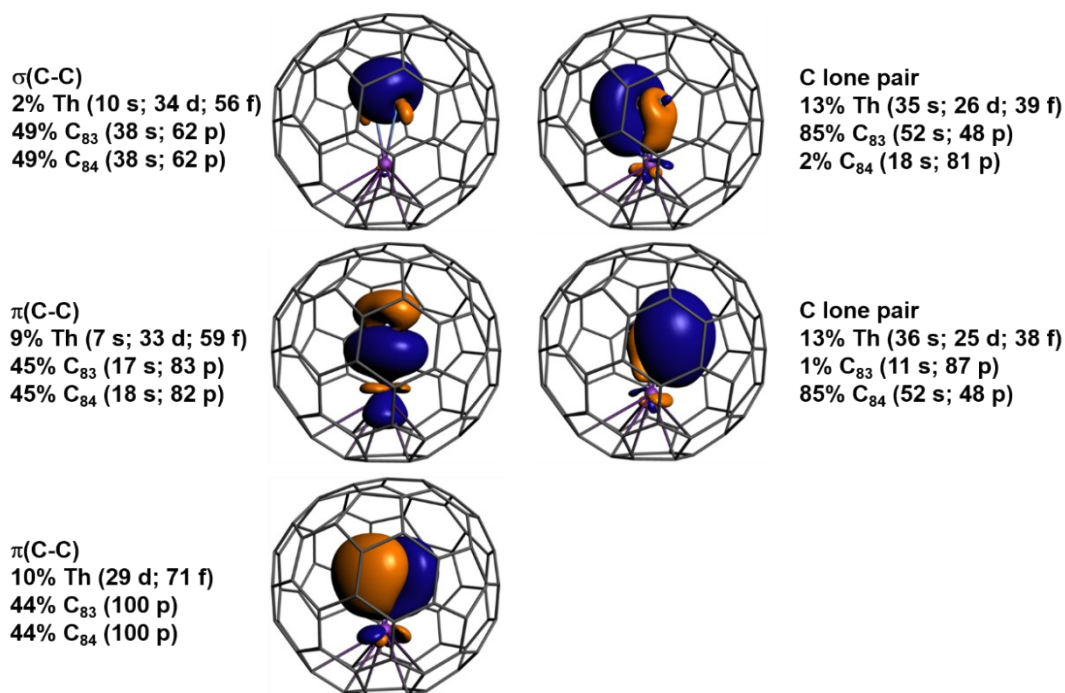 σ(C-C)
2% Th (10 s; 34 d; 56 f)
49% C₈₃ (38 s; 62 p)
49% C₈₄ (38 s; 62 p)
C lone pair
13% Th (35 s; 26 d; 39 f)
85% C₈₃ (52 s; 48 p)
2% C₈₄ (18 s; 81 p)
π(C-C)
9% Th (7 s; 33 d; 59 f)
45% C₈₃ (17 s; 83 p)
45% C₈₄ (18 s; 82 p)
C lone pair
13% Th (36 s; 25 d; 38 f)
1% C₈₃ (11 s; 87 p)
85% C₈₄ (52 s; 48 p)
π(C-C)
10% Th (29 d; 71 f)
44% C₈₃ (100 p)
44% C₈₄ (100 p)